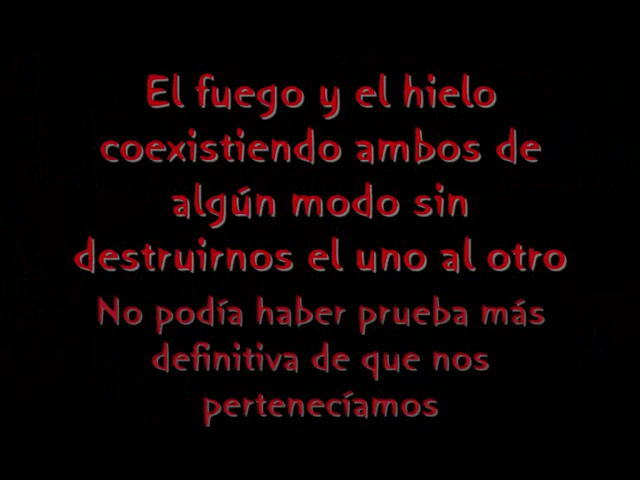 El fuego y el hielo
coexistiendo ambos de
algún modo sin
destruirnos el uno al otro
No podía haber prueba más
definitiva de que nos
pertenecíamos